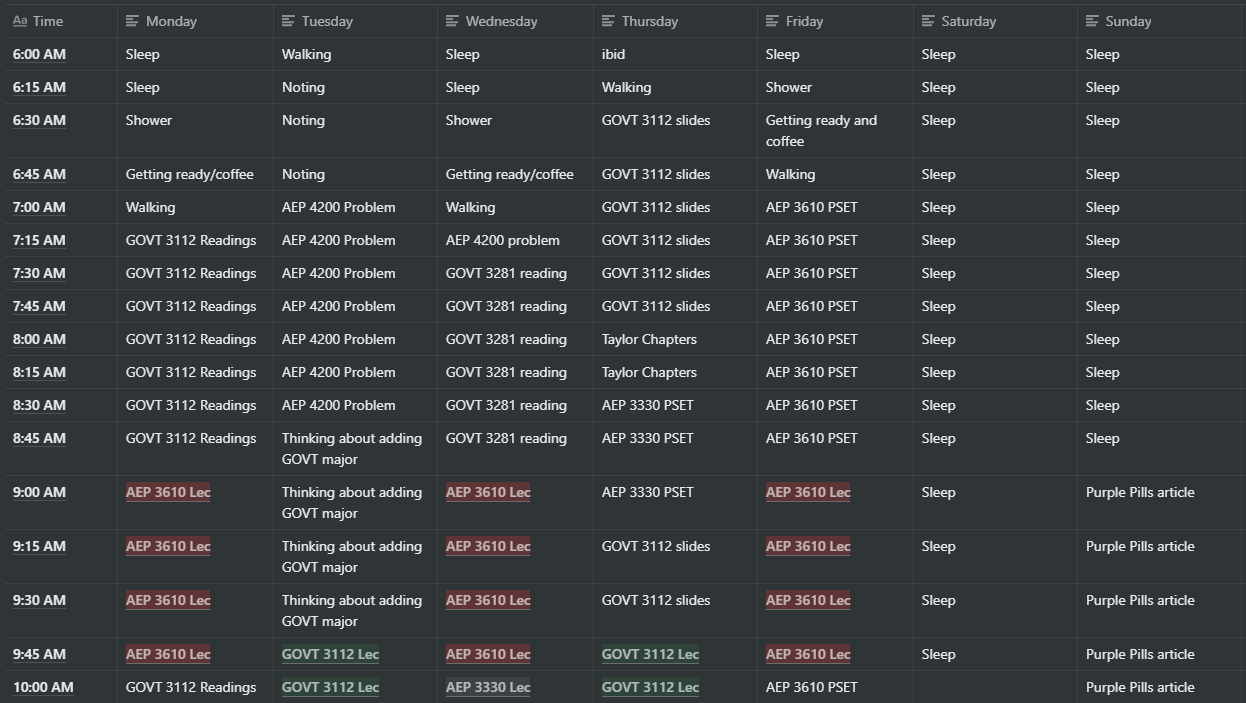 Aa Time Monday Tuesday Wednesday Thursday Friday Saturday Sunday
6:00 AM Sleep Walking Sleep ibid Sleep Sleep Sleep
6:15 AM Sleep Noting Sleep Walking Shower Sleep Sleep
6:30 AM Shower Noting Shower GOVT 3112 slides Getting ready and Sleep Sleep
coffee
6:45 AM Getting ready/coffee Noting Getting ready/coffee GOVT 3112 slides Walking Sleep Sleep
7:00 AM Walking AEP 4200 Problem Walking GOVT 3112 slides AEP 3610 PSET Sleep Sleep
7:15 AM GOVT 3112 Readings AEP 4200 Problem AEP 4200 problem GOVT 3112 slides AEP 3610 PSET Sleep Sleep
7:30 AM GOVT 3112 Readings AEP 4200 Problem GOVT 3281 reading GOVT 3112 slides AEP 3610 PSET Sleep Sleep
7:45 AM GOVT 3112 Readings AEP 4200 Problem GOVT 3281 reading GOVT 3112 slides AEP 3610 PSET Sleep Sleep
8:00 AM GOVT 3112 Readings AEP 4200 Problem GOVT 3281 reading Taylor Chapters AEP 3610 PSET Sleep Sleep
8:15 AM GOVT 3112 Readings AEP 4200 Problem GOVT 3281 reading Taylor Chapters AEP 3610 PSET Sleep Sleep
8:30 AM GOVT 3112 Readings AEP 4200 Problem GOVT 3281 reading AEP 3330 PSET AEP 3610 PSET Sleep Sleep
8:45 AM GOVT 3112 Readings Thinking about adding GOVT 3281 reading AEP 3330 PSET AEP 3610 PSET Sleep Sleep
GOVT major
9:00 AM AEP 3610 Lec Thinking about adding AEP 3610 Lec AEP 3330 PSET AEP 3610 Lec Sleep Purple Pills article
GOVT major
9:15 AM AEP 3610 Lec Thinking about adding AEP 3610 Lec GOVT 3112 slides AEP 3610 Lec Sleep Purple Pills article
GOVT major
9:30 AM AEP 3610 Lec Thinking about adding AEP 3610 Lec GOVT 3112 slides AEP 3610 Lec Sleep Purple Pills article
GOVT major
9:45 AM AEP 3610 Lec GOVT 3112 Lec AEP 3610 Lec GOVT 3112 Lec AEP 3610 Lec Sleep Purple Pills article
10:00 AM GOVT 3112 Readings GOVT 3112 Lec AEP 3330 Lec GOVT 3112 Lec AEP 3610 PSET Purple Pills article